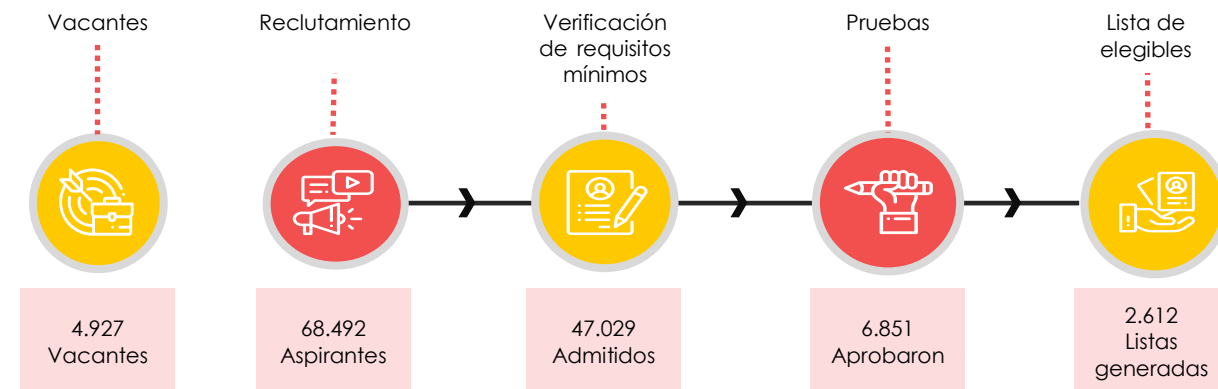 Vacantes
Reclutamiento
Verificación
de requisitos
mínimos
Pruebas
Lista de
elegibles
4.927
Vacantes
68.492
Aspirantes
47.029
Admitidos
6.851
Aprobaron
2.612
Listas
generadas